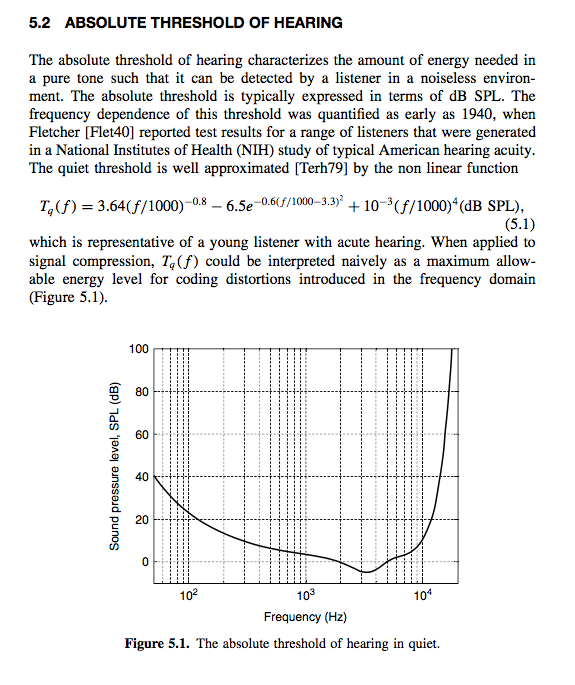 5.2 ABSOLUTE THRESHOLD OF HEARING
The absolute threshold of hearing characterizes the amount of energy needed in
a pure tone such that it can be detected by a listener in a noiseless environ-
ment. The absolute threshold is typically expressed in terms of dB SPL. The
frequency dependence of this threshold was quantified as early as 1940, when
Fletcher [Flet40] reported test results for a range of listeners that were generated
in a National Institutes of Health (NIH) study of typical American hearing acuity.
The quiet threshold is well approximated [Terh79] by the non linear function
T_q(f) = 3.64(f/1000)^{−0.8} − 6.5e^{−0.6(f/1000−3.3)^2} + 10^{−3}(f/1000)^4(dB SPL),
(5.1)
which is representative of a young listener with acute hearing. When applied to
signal compression, T_q(f) could be interpreted naively as a maximum allow-
able energy level for coding distortions introduced in the frequency domain
(Figure 5.1).
100
80
60
40
20
0
Sound pressure level, SPL (dB)
10^2 10^3 10^4
Frequency (Hz)
Figure 5.1. The absolute threshold of hearing in quiet.